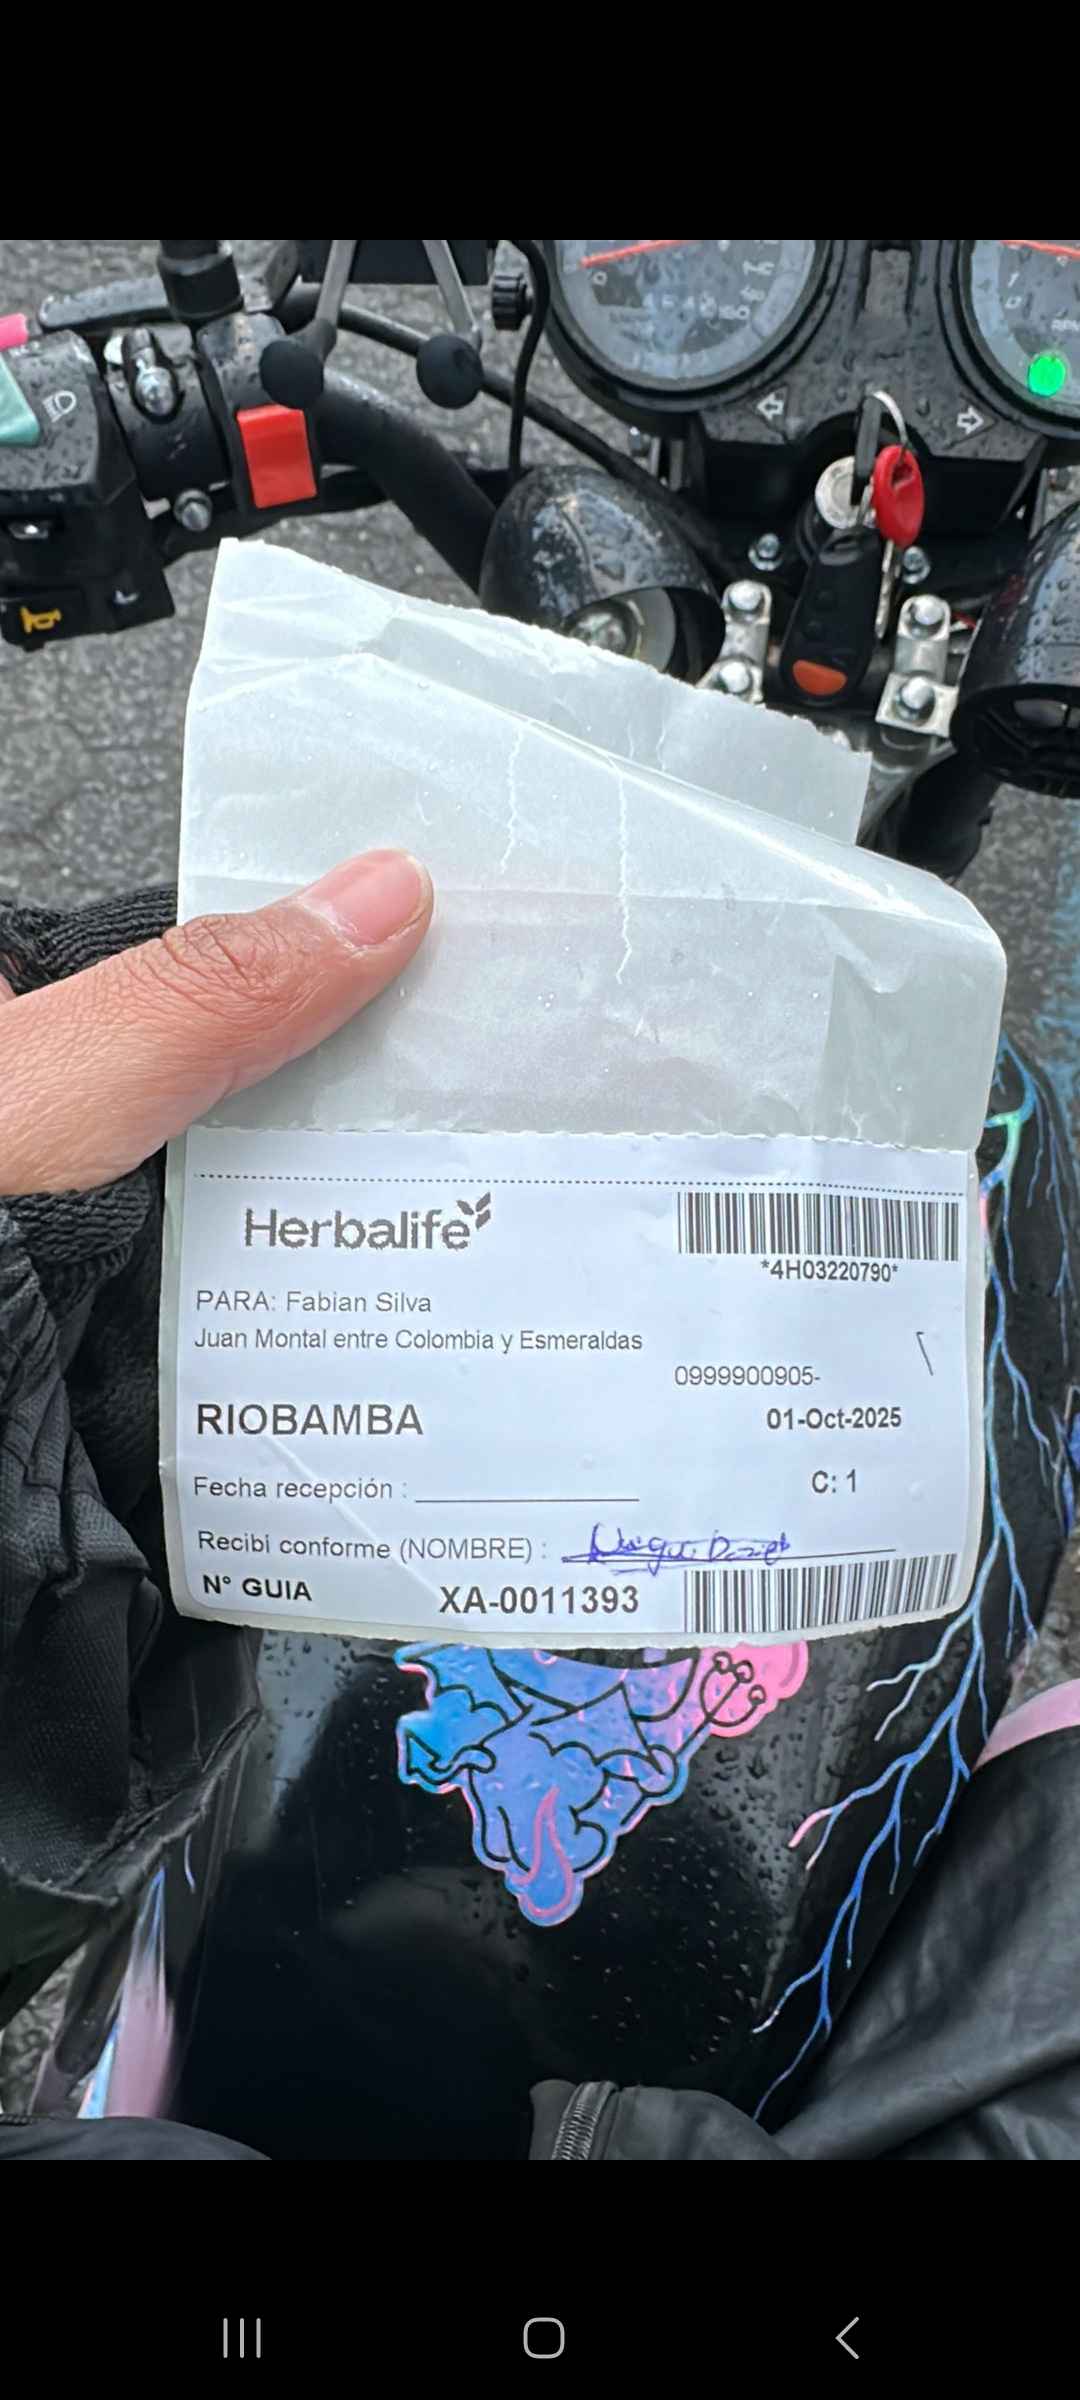 Herbalife
*4H03220790*
PARA: Fabian Silva
Juan Montal entre Colombia y Esmeraldas
0999900905-
RIOBAMBA
01-Oct-2025
Fecha recepción :
C: 1
Recibi conforme (NOMBRE) :
N° GUIA XA-0011393